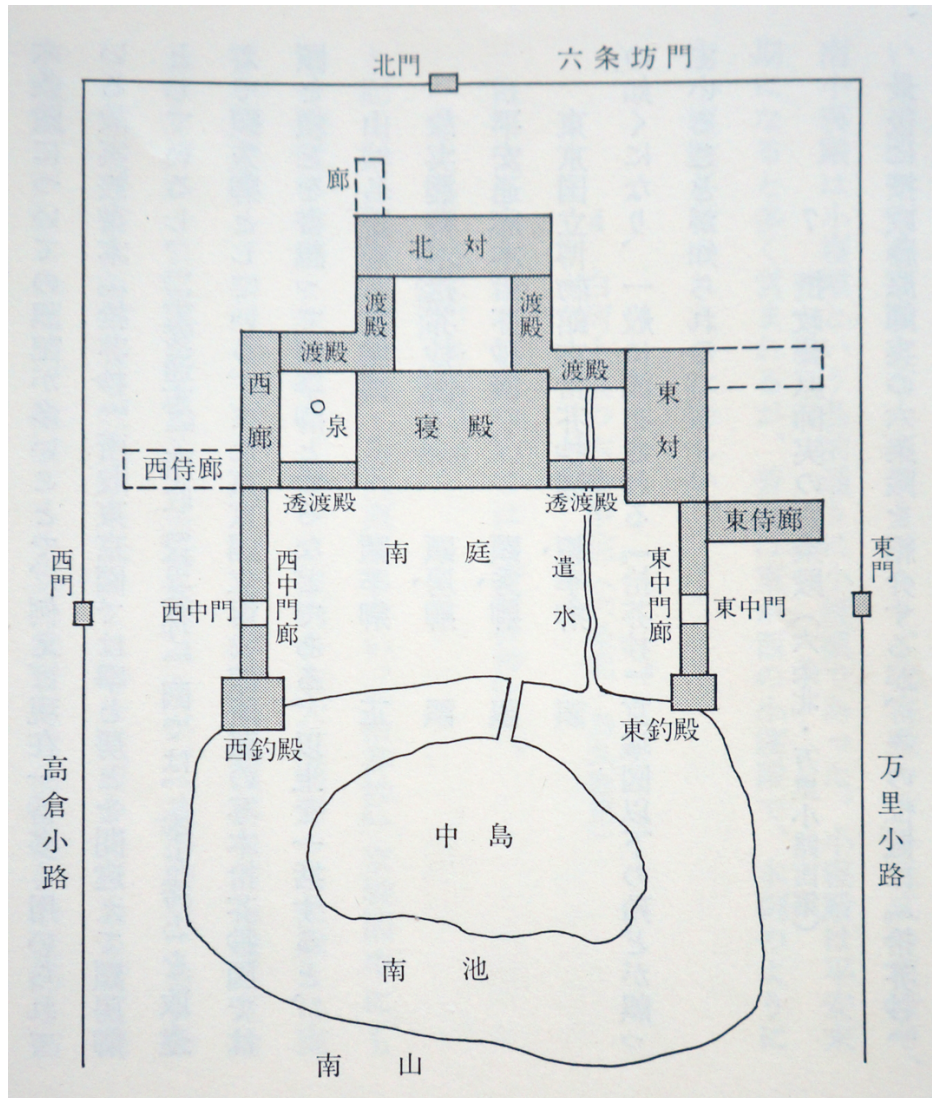 六条坊門
北門
廊
北対
渡殿
渡殿
渡殿
渡殿
西廊
泉
寝殿
東対
西侍廊
透渡殿
透渡殿
東侍廊
南庭
遣水
西門
西中門
西中門廊
東中門廊
東中門
東門
西釣殿
東釣殿
高倉小路
万里小路
中島
南池
南山